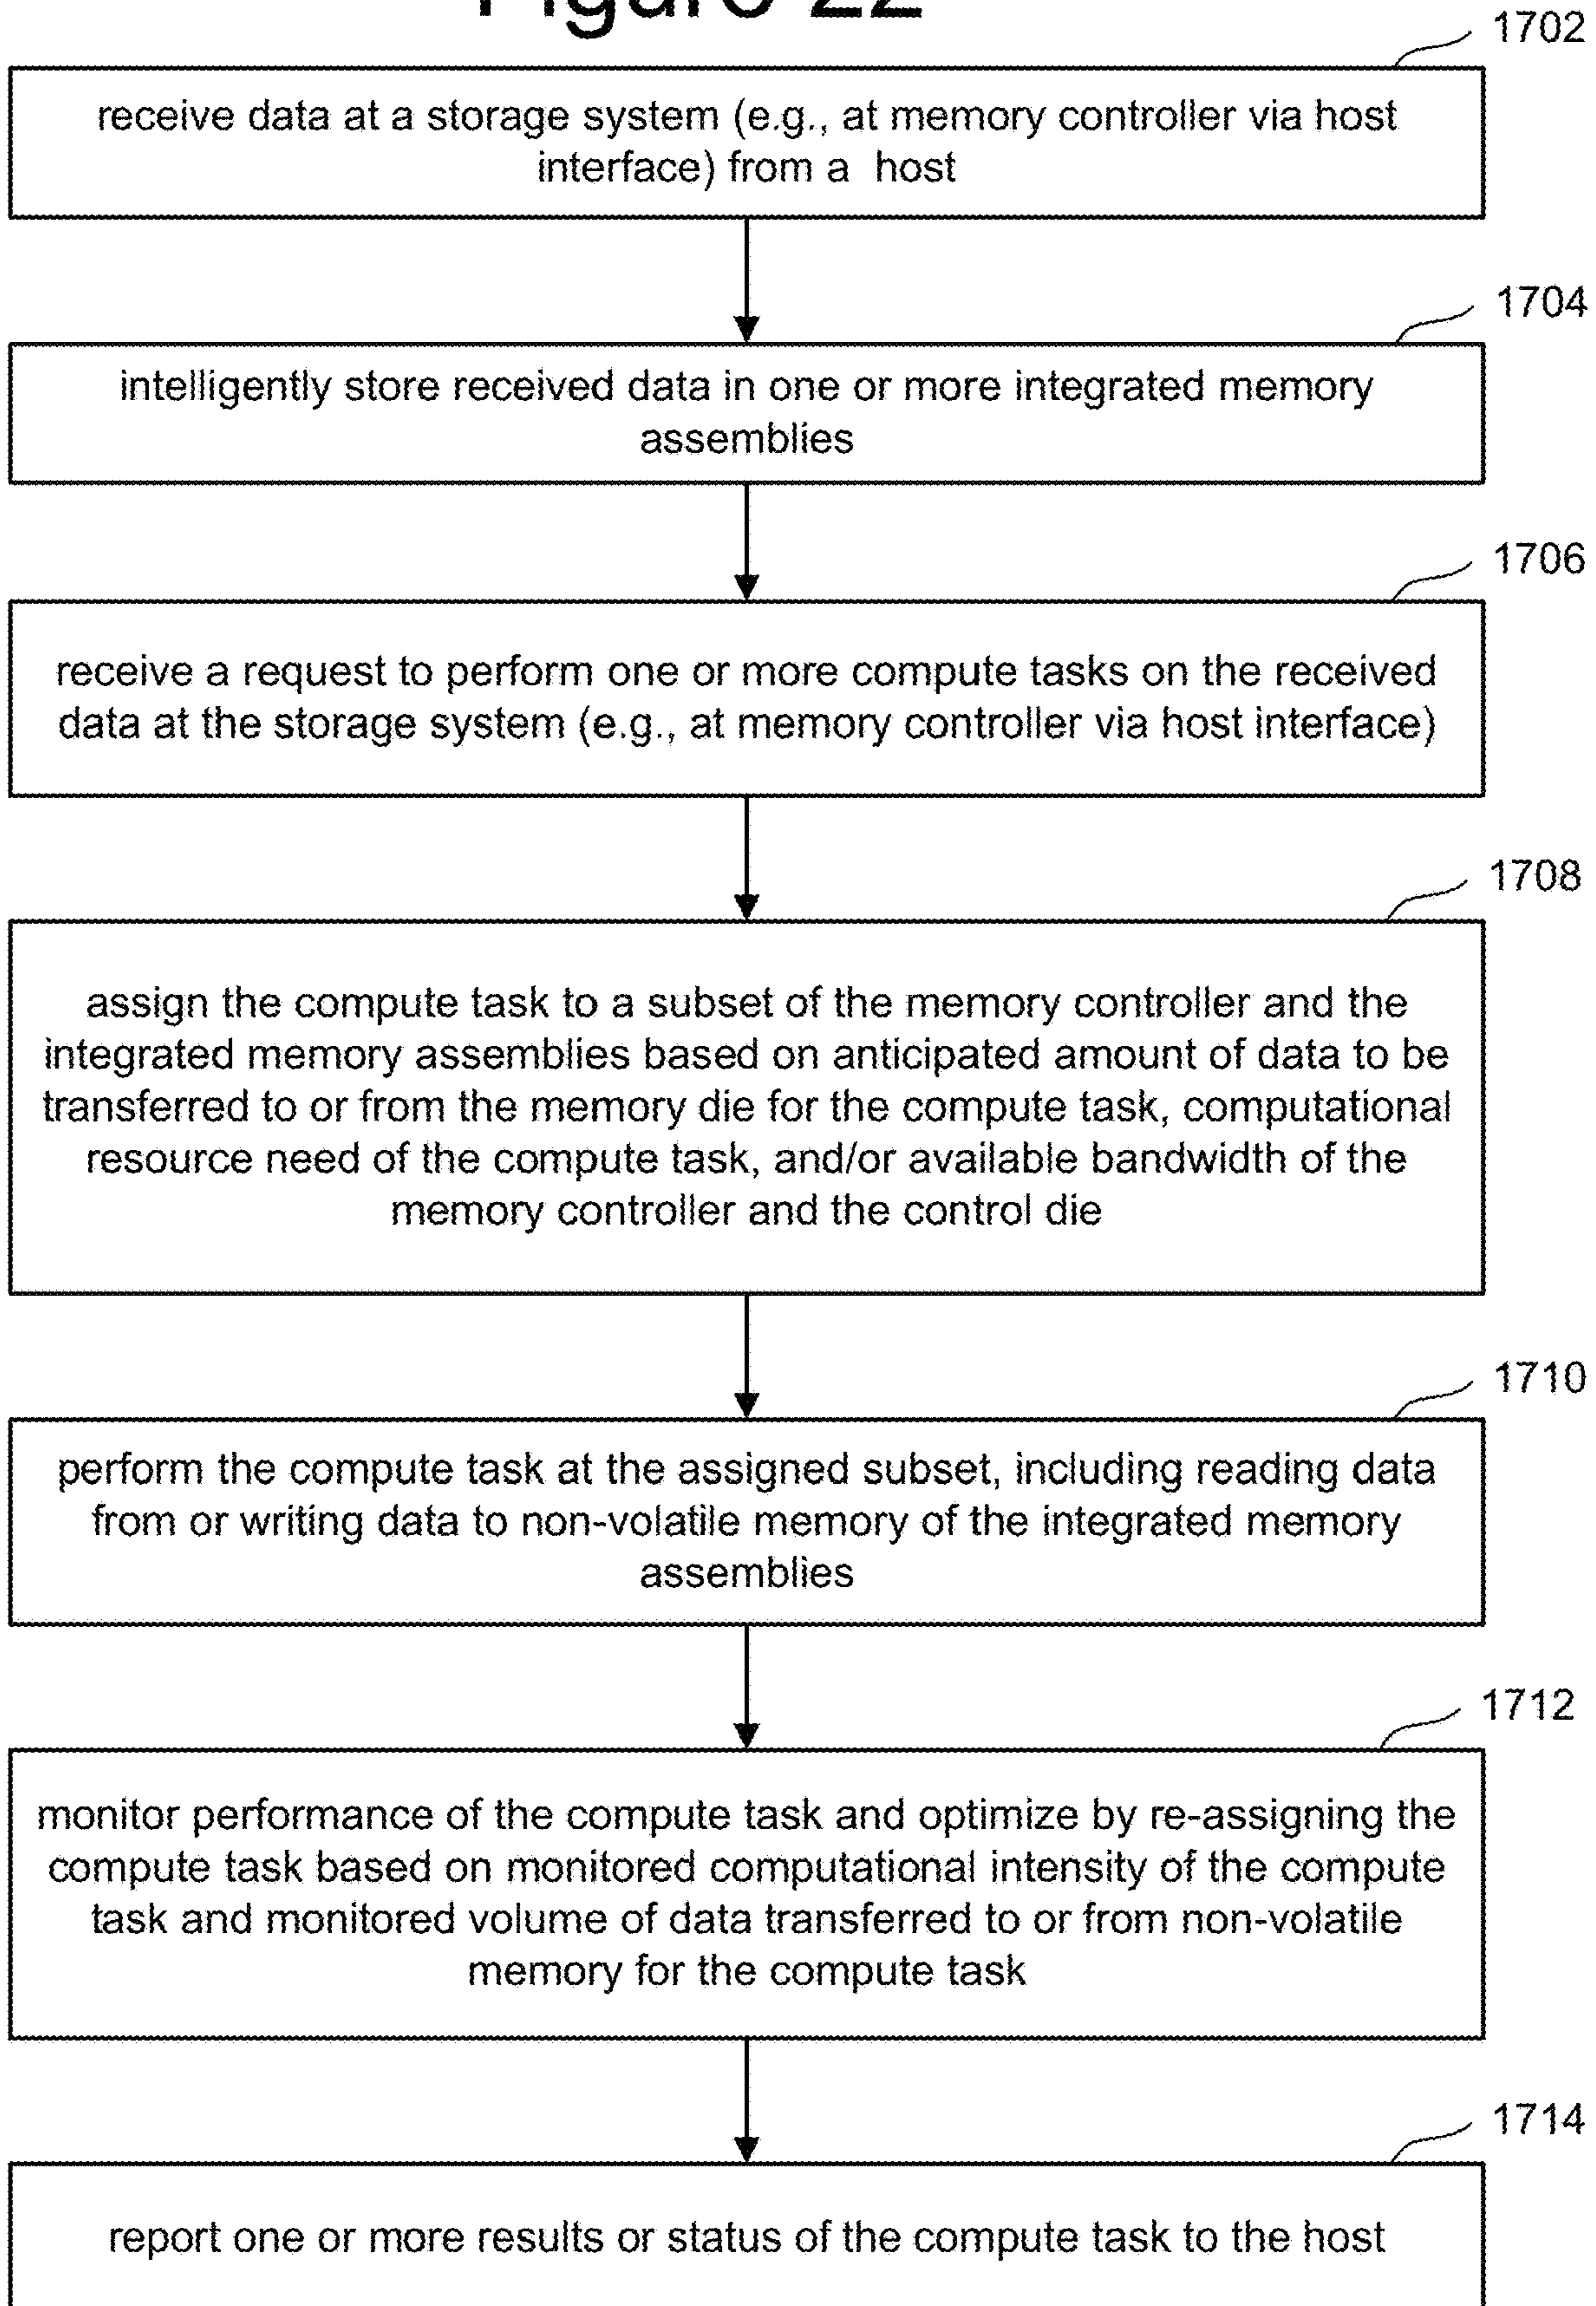 Figure 22
1702
receive data at a storage system (e.g., at memory controller via host
interface) from a host
1704
intelligently store received data in one or more integrated memory
assemblies
1706
receive a request to perform one or more compute tasks on the received
data at the storage system (e.g., at memory controller via host interface)
1708
assign the compute task to a subset of the memory controller and the
integrated memory assemblies based on anticipated amount of data to be
transferred to or from the memory die for the compute task, computational
resource need of the compute task, and/or available bandwidth of the
memory controller and the control die
1710
perform the compute task at the assigned subset, including reading data
from or writing data to non-volatile memory of the integrated memory
assemblies
1712
monitor performance of the compute task and optimize by re-assigning the
compute task based on monitored computational intensity of the compute
task and monitored volume of data transferred to or from non-volatile
memory for the compute task
1714
report one or more results or status of the compute task to the host